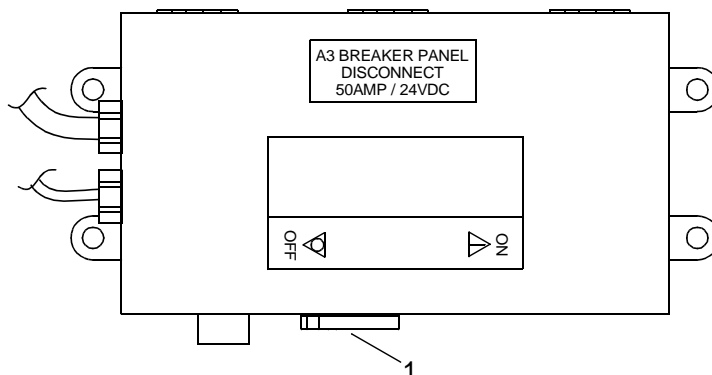 A3 BREAKER PANEL
DISCONNECT
50AMP / 24VDC
OFF
ON
1